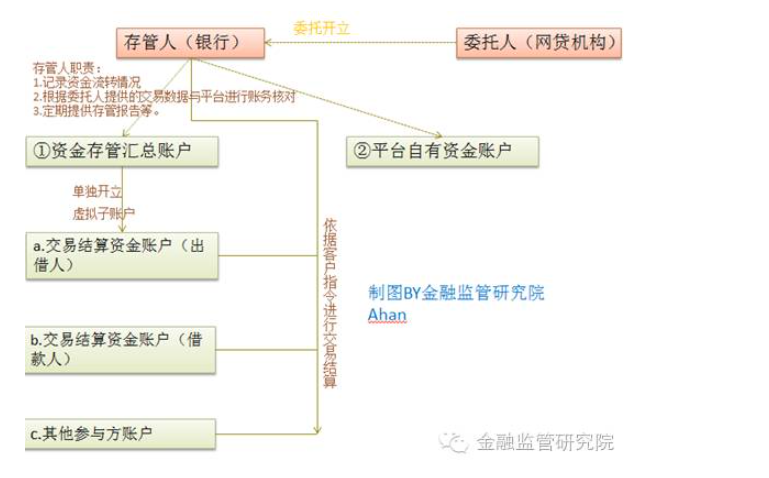 委托开立
存管人（银行）
委托人（网贷机构）
存管人职责：
1.记录资金流转情况
2.根据委托人提供的交易数据与平台进行账务核对
3.定期提供存管报告等。
①资金存管汇总账户
②平台自有资金账户
单独开立
虚拟子账户
a.交易结算资金账户（出
借人）
依据客户指令进行交易结算
制图BY金融监管研究院
Ahan
b.交易结算资金账户（借
款人）
c.其他参与方账户
金融监管研究院